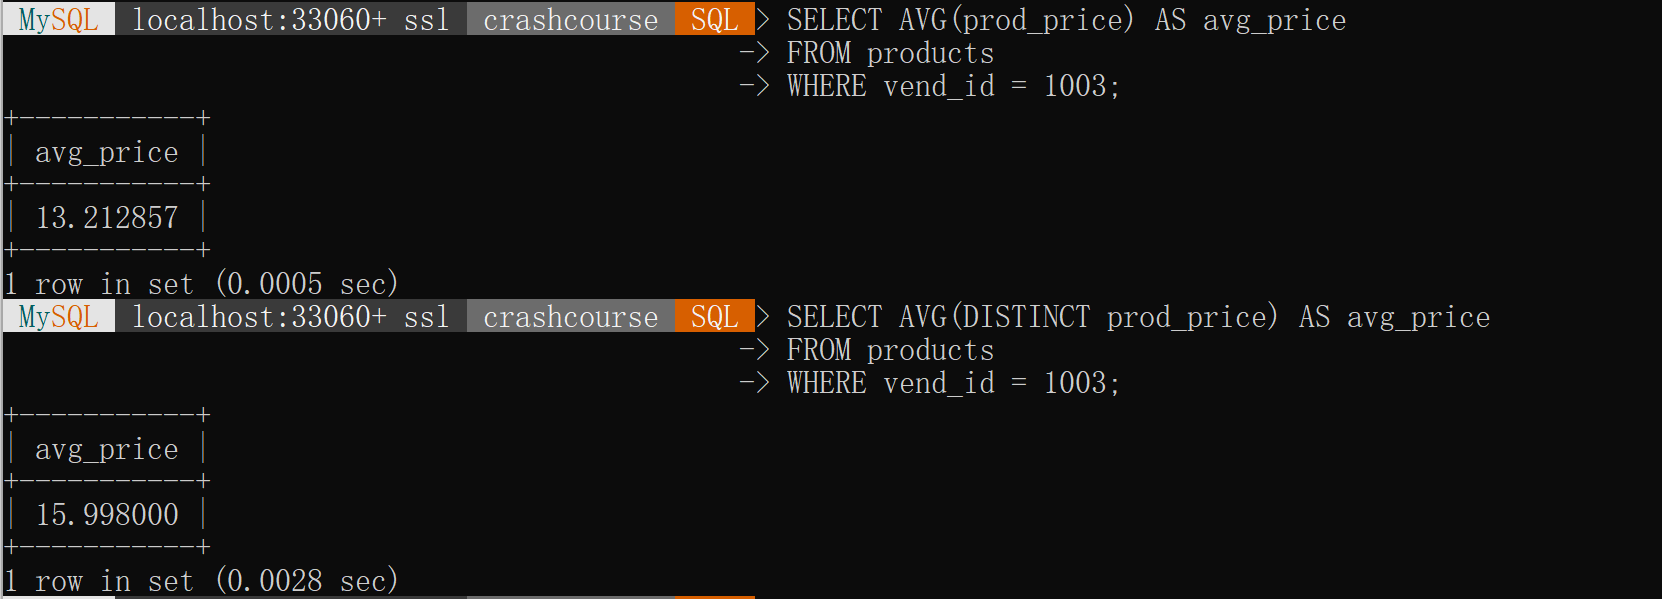 MySQL localhost:33060+ ssl crashcourse SQL > SELECT AVG(prod_price) AS avg_price
-> FROM products
-> WHERE vend_id = 1003;
+-----------+
| avg_price |
+-----------+
| 13.212857 |
+-----------+
1 row in set (0.0005 sec)
MySQL localhost:33060+ ssl crashcourse SQL > SELECT AVG(DISTINCT prod_price) AS avg_price
-> FROM products
-> WHERE vend_id = 1003;
+-----------+
| avg_price |
+-----------+
| 15.998000 |
+-----------+
1 row in set (0.0028 sec)